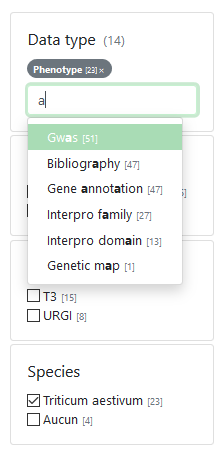 Data type (14)
Phenotype [23] ×
a
Gwas [51]
Bibliography [47]
Gene annotation [47]
Interpro family [27]
Interpro domain [13]
Genetic map [1]
T3 [15]
URGI [8]
Species
Triticum aestivum [23]
Aucun [4]